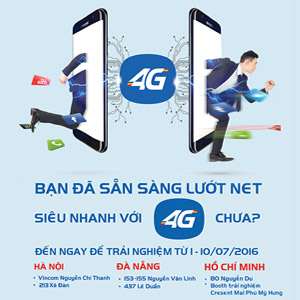 4G
BẠN ĐÃ SẴN SÀNG LƯỚT NET
SIÊU NHANH VỚI 4G CHƯA?
ĐẾN NGAY ĐỂ TRẢI NGHIỆM TỪ 1 - 10/07/2016
HÀ NỘI
• Vincom Nguyễn Chí Thanh
• 213 Xã Đàn
ĐÀ NẴNG
• 153-155 Nguyễn Văn Linh
• 437 Lê Duẩn
HỒ CHÍ MINH
• 80 Nguyễn Du
• Booth trải nghiệm
Cresent Mal Phú Mỹ Hưng